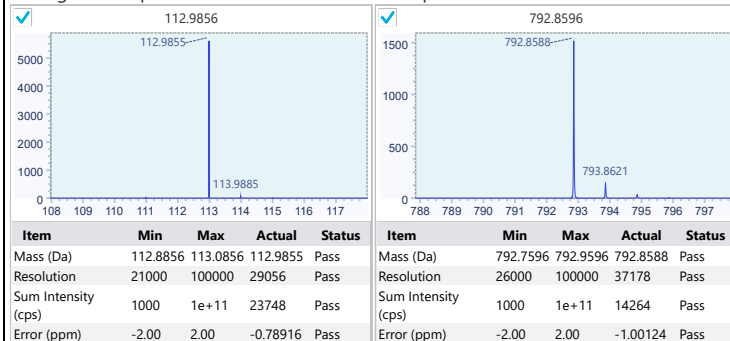 112.9856
112.9855
5000
4000
3000
2000
1000
0
113.9885
108 109 110 111 112 113 114 115 116 117
Item Min Max Actual Status
Mass (Da) 112.8856 113.0856 112.9855 Pass
Resolution 21000 100000 29056 Pass
Sum Intensity
(cps) 1000 1e+11 23748 Pass
Error (ppm) -2.00 2.00 -0.78916 Pass
792.8596
792.8588
1500
1000
500
0
793.8621
788 789 790 791 792 793 794 795 796 797
Item Min Max Actual Status
Mass (Da) 792.7596 792.9596 792.8588 Pass
Resolution 26000 100000 37178 Pass
Sum Intensity
(cps) 1000 1e+11 14264 Pass
Error (ppm) -2.00 2.00 -1.00124 Pass